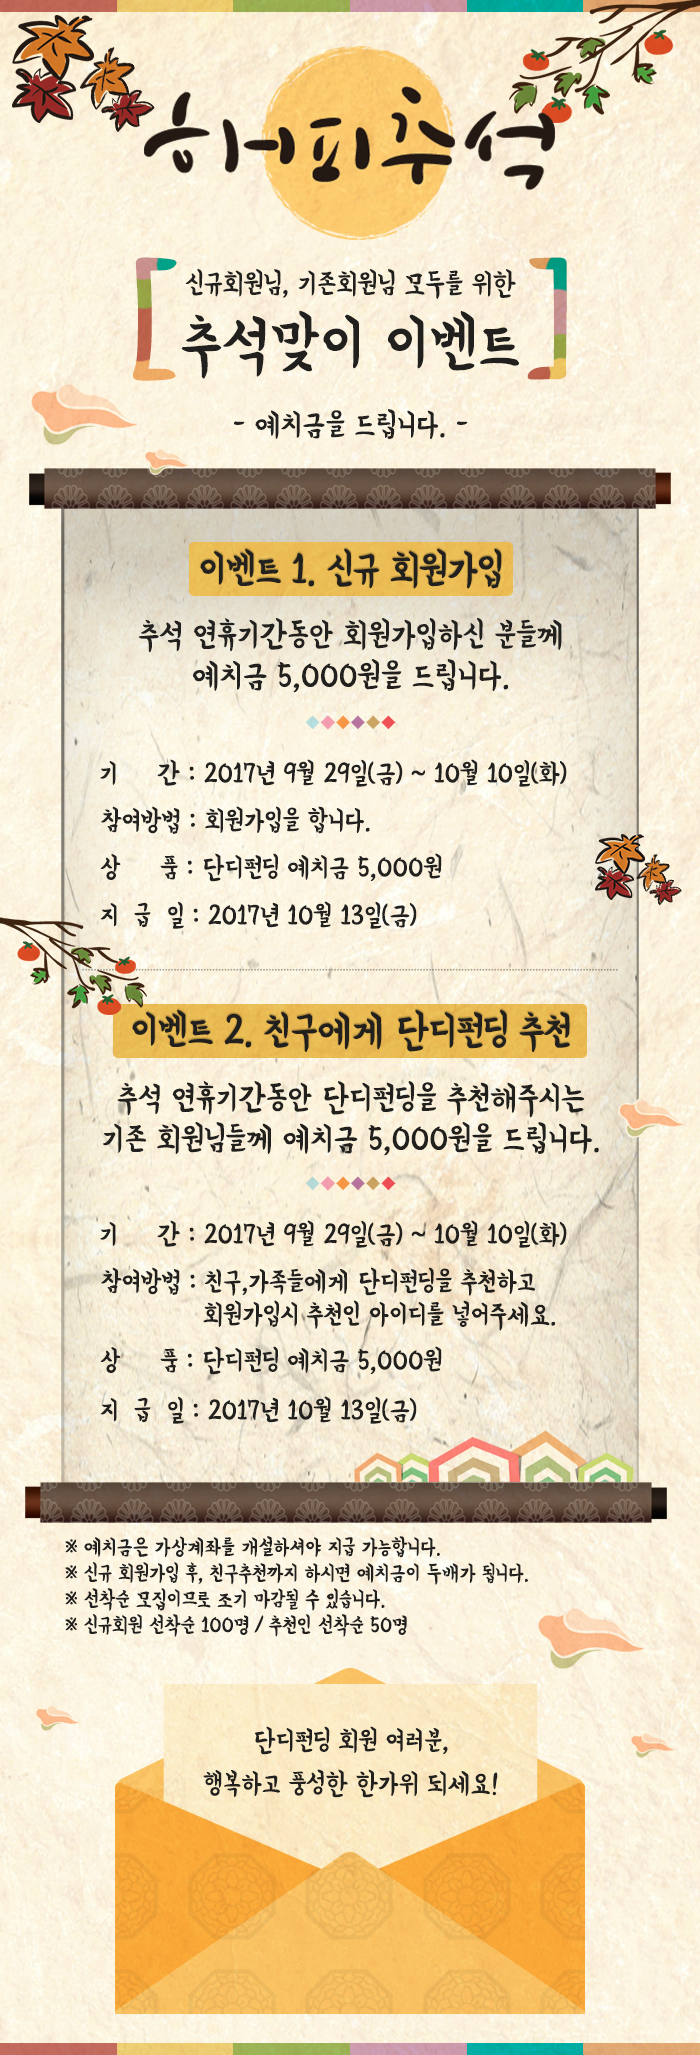 해피추석
신규회원님, 기존회원님 모두를 위한
추석맞이 이벤트
- 예치금을 드립니다. -
이벤트 1. 신규 회원가입
추석 연휴기간동안 회원가입하신 분들께
예치금 5,000원을 드립니다.
기 간 : 2017년 9월 29일(금) ~ 10월 10일(화)
참여방법 : 회원가입을 합니다.
상 품 : 단디펀딩 예치금 5,000원
지 급 일 : 2017년 10월 13일(금)
이벤트 2. 친구에게 단디펀딩 추천
추석 연휴기간동안 단디펀딩을 추천해주시는
기존 회원님들께 예치금 5,000원을 드립니다.
기 간 : 2017년 9월 29일(금) ~ 10월 10일(화)
참여방법 : 친구,가족들에게 단디펀딩을 추천하고
회원가입시 추천인 아이디를 넣어주세요.
상 품 : 단디펀딩 예치금 5,000원
지 급 일 : 2017년 10월 13일(금)
※ 예치금은 가상계좌를 개설하셔야 지급 가능합니다.
※ 신규 회원가입 후, 친구추천까지 하시면 예치금이 두배가 됩니다.
※ 선착순 모집이므로 조기 마감될 수 있습니다.
※ 신규회원 선착순 100명 / 추천인 선착순 50명
단디펀딩 회원 여러분,
행복하고 풍성한 한가위 되세요!